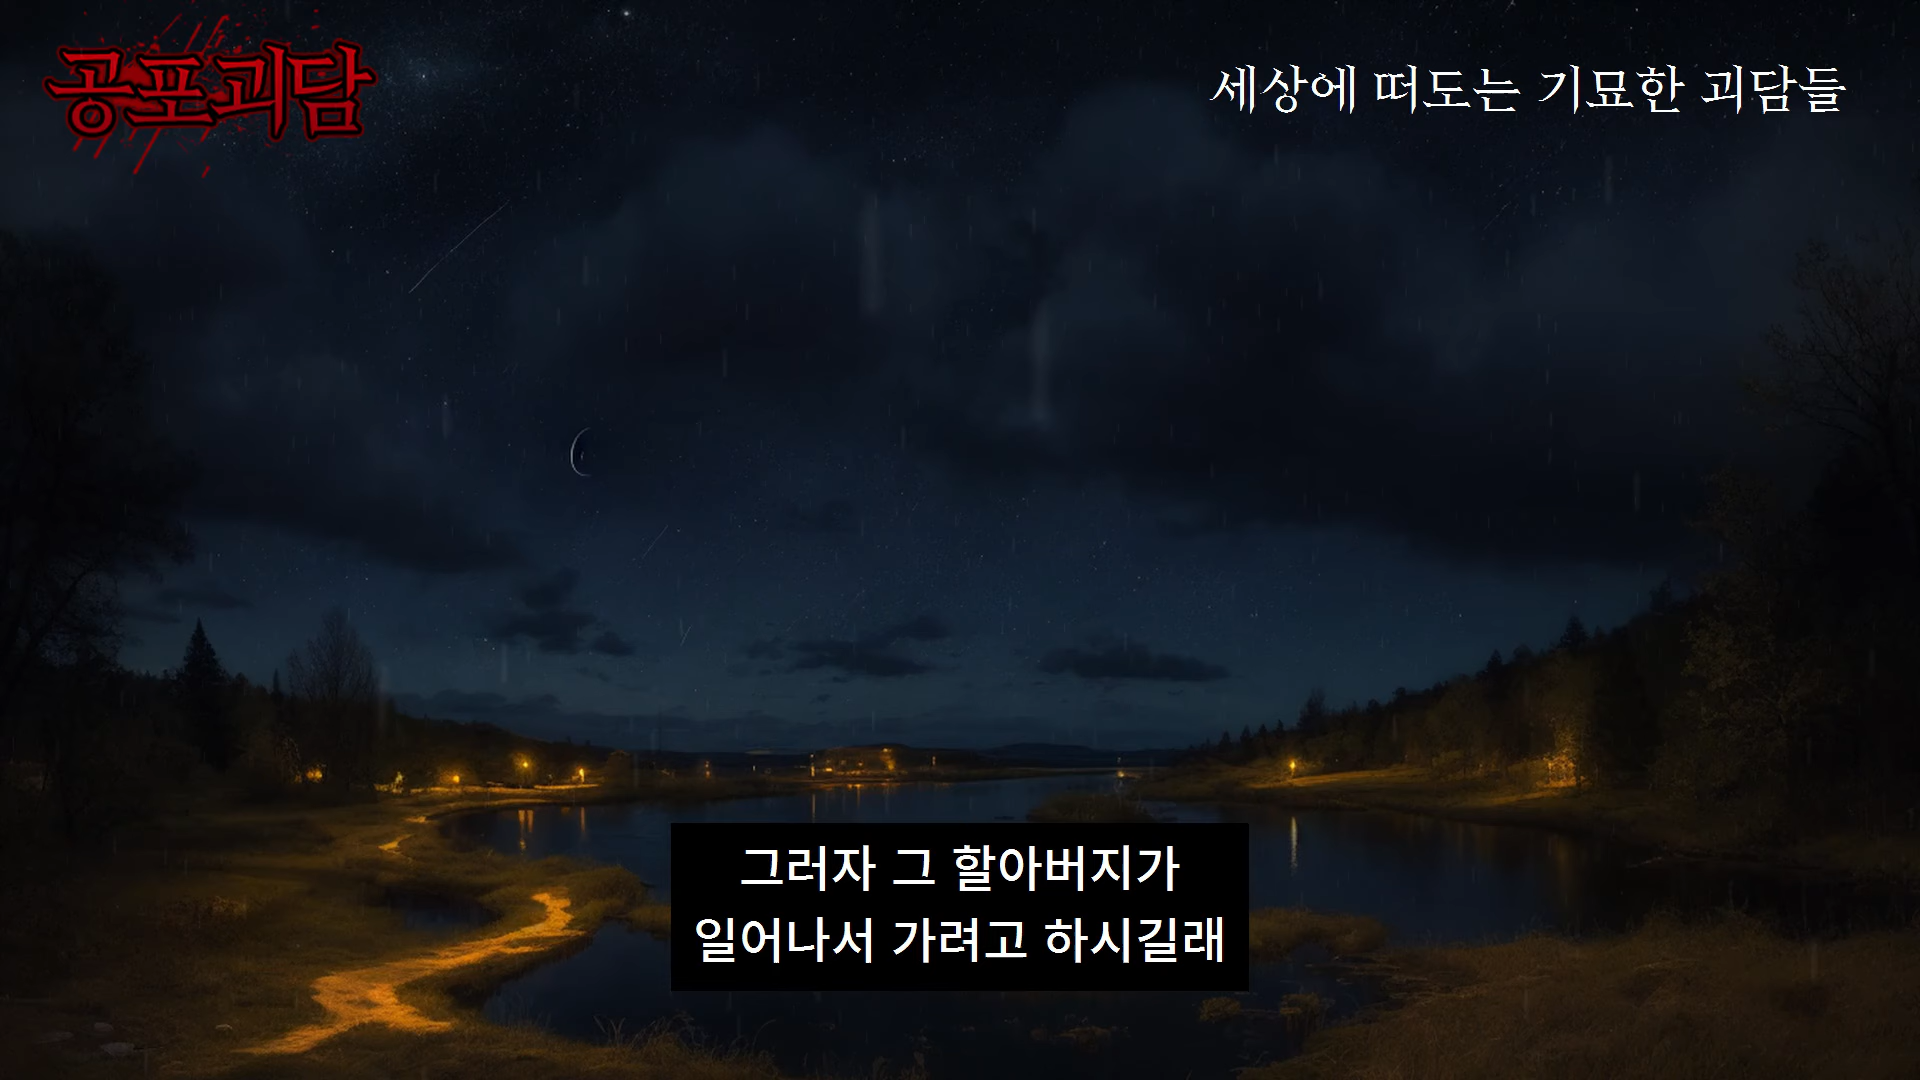 공포괴담
세상에 떠도는 기묘한 괴담들
그러자 그 할아버지가
일어나서 가려고 하시길래